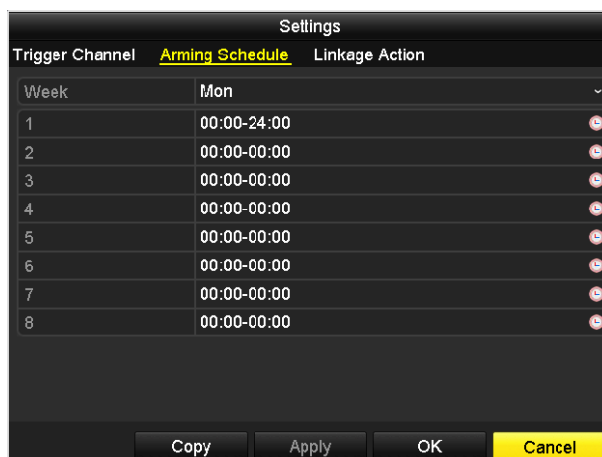 Settings
Trigger Channel Arming Schedule Linkage Action
Week Mon
1 00:00-24:00
2 00:00-00:00
3 00:00-00:00
4 00:00-00:00
5 00:00-00:00
6 00:00-00:00
7 00:00-00:00
8 00:00-00:00
Copy Apply OK Cancel